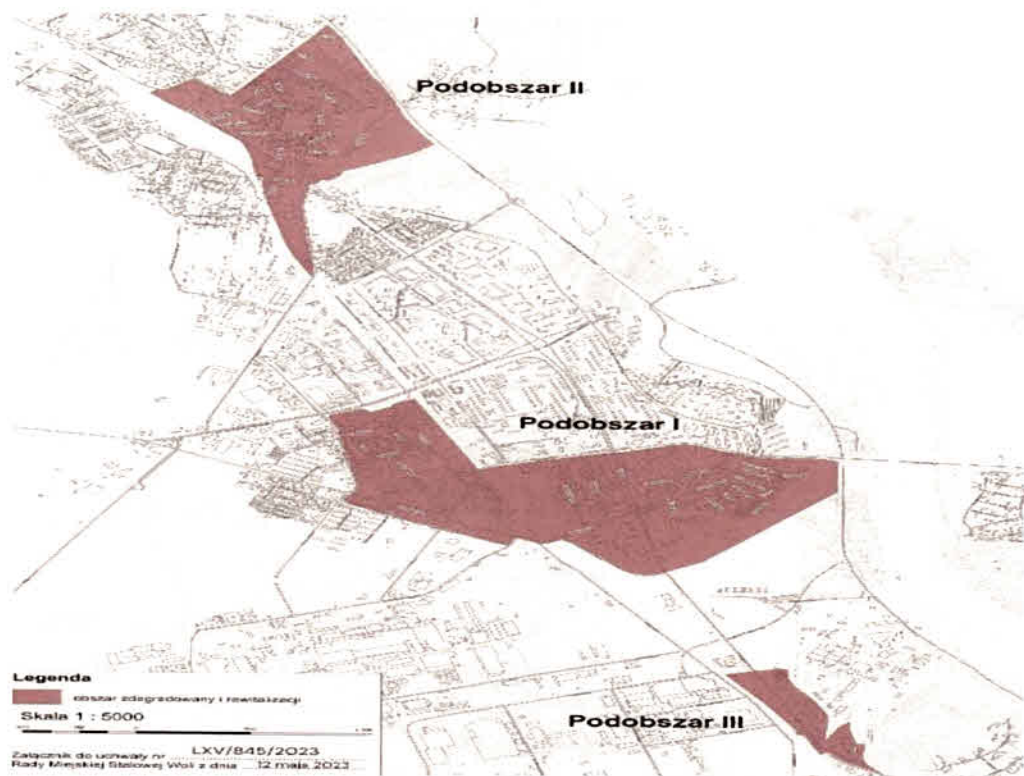 Podobszar II
Podobszar I
Podobszar III
Legenda
obszar zdegradowany i rewitalizacji
Skala 1 : 5000
Załącznik do uchwały nr LXV/845/2023
Rady Miejskiej Stalowej Woli z dnia 12 maja 2023